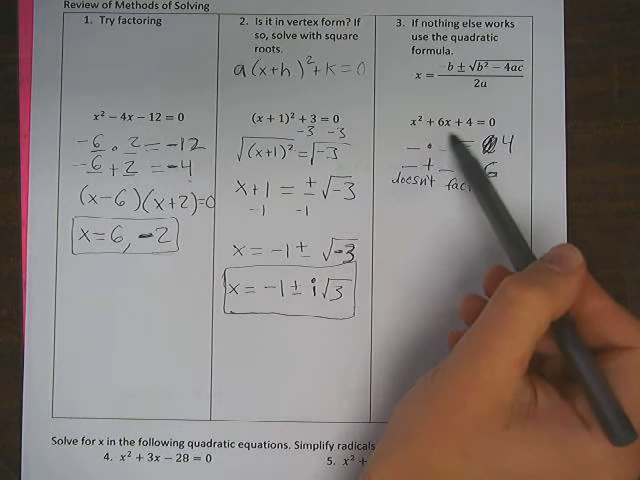 Review of Methods of Solving
1. Try factoring
x² − 4x − 12 = 0
-6 · 2 = -12
-6 + 2 = -4
(x-6)(x+2)=0
x=6, -2
2. Is it in vertex form? If
so, solve with square
roots.
a(x+h)²+k=0
(x + 1)² + 3 = 0
-3 -3
√(x+1)² = √-3
x+1 = ±√-3
-1 -1
x = -1 ± √-3
x = -1 ± i√3
3. If nothing else works
use the quadratic
formula.
x = (-b ± √(b² − 4ac)) / 2a
x² + 6x + 4 = 0
_ · _ = 4
_ + _ 6
doesn't
Solve for x in the following quadratic equations. Simplify radicals
4. x² + 3x − 28 = 0
5. x² +